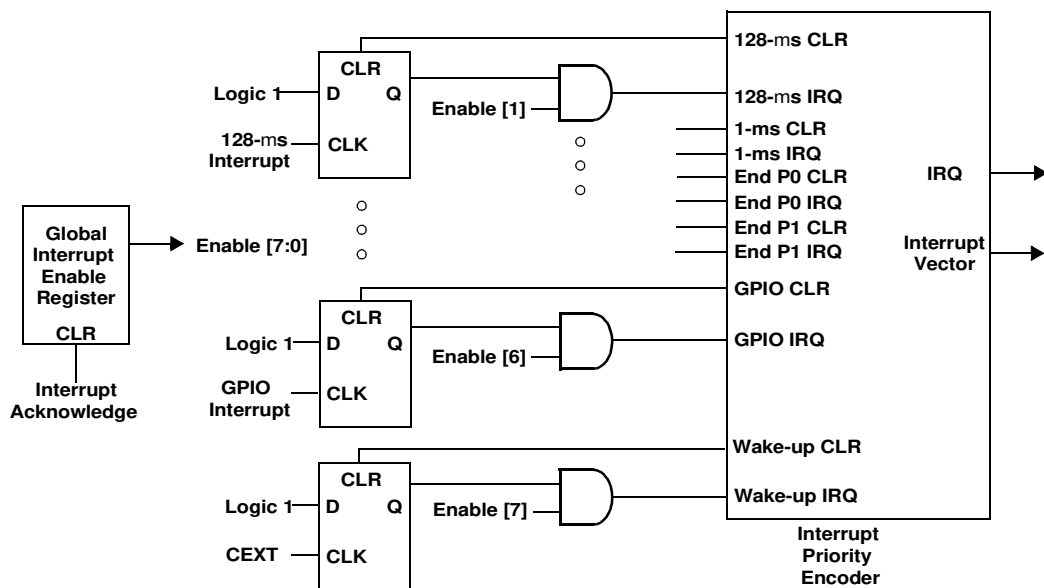 128-ms CLR
CLR
Logic 1
D
Q
128-ms IRQ
Enable [1]
1-ms CLR
128-ms
Interrupt
CLK
1-ms IRQ
End P0 CLR
IRQ
End P0 IRQ
Global
Interrupt
Enable
Register
CLR
Enable [7:0]
End P1 CLR
End P1 IRQ
Interrupt
Vector
GPIO CLR
CLR
Logic 1
D
Q
GPIO IRQ
Enable [6]
GPIO
Interrupt
CLK
Interrupt
Acknowledge
Wake-up CLR
CLR
Logic 1
D
Q
Wake-up IRQ
Enable [7]
CEXT
CLK
Interrupt
Priority
Encoder